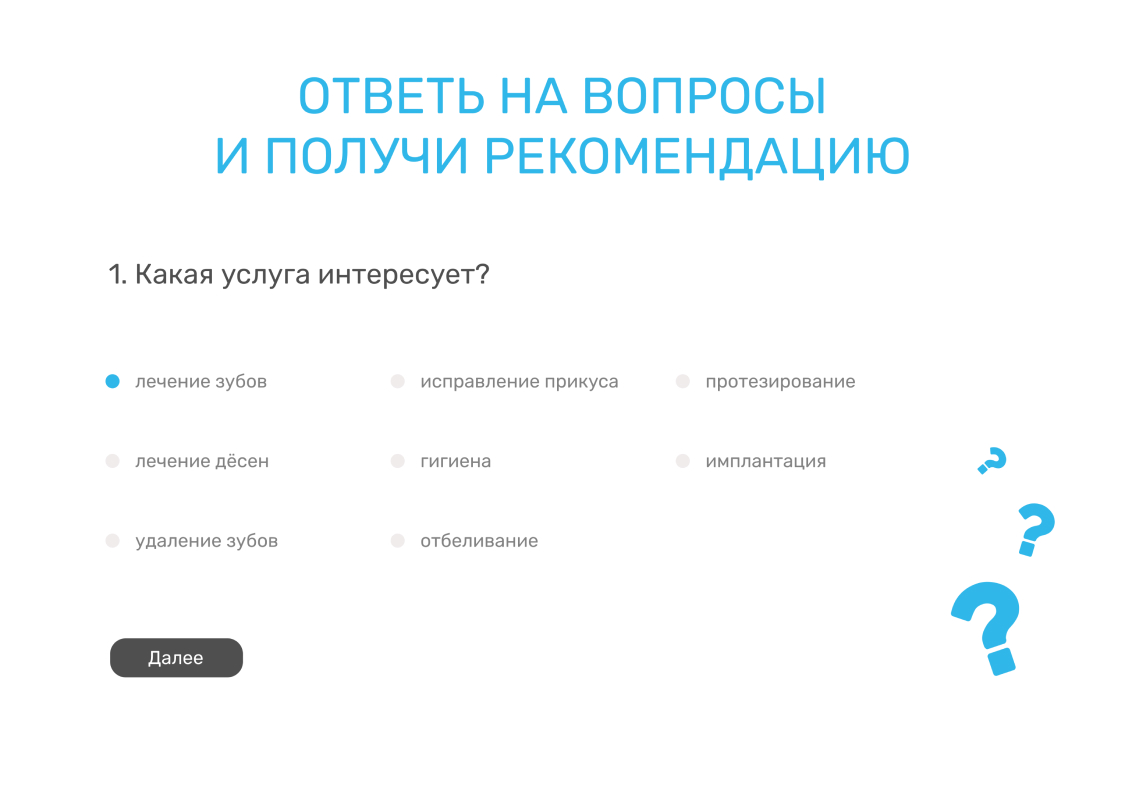 ОТВЕТЬ НА ВОПРОСЫ
И ПОЛУЧИ РЕКОМЕНДАЦИЮ
1. Какая услуга интересует?
лечение зубов
исправление прикуса
протезирование
лечение дёсен
гигиена
имплантация
удаление зубов
отбеливание
Далее